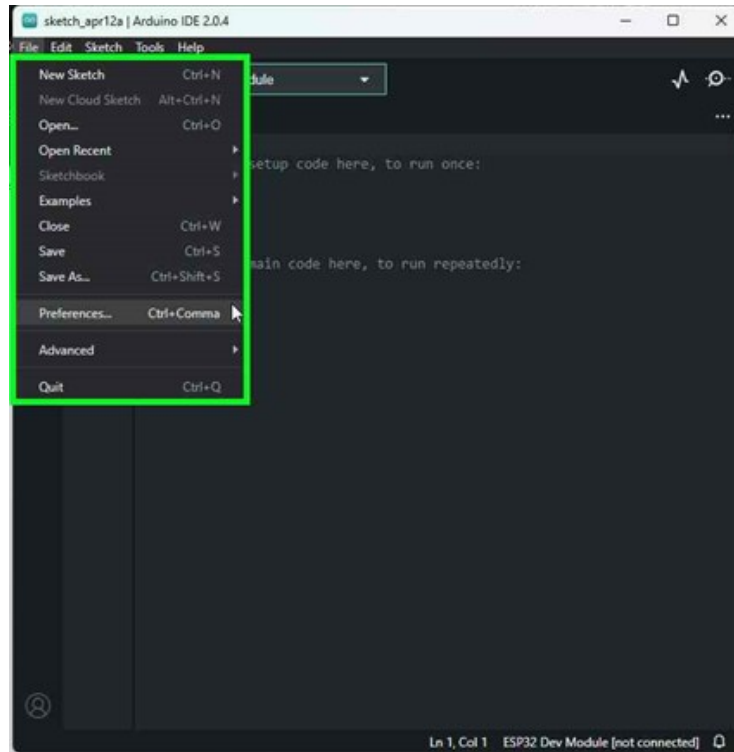 sketch_apr12a | Arduino IDE 2.0.4
File Edit Sketch Tools Help
New Sketch Ctrl+N
dule
New Cloud Sketch Alt+Ctrl+N
Open... Ctrl+O
Open Recent
setup code here, to run once:
Sketchbook
Examples
Close Ctrl+W
Save Ctrl+S
main code here, to run repeatedly:
Save As... Ctrl+Shift+S
Preferences... Ctrl+Comma
Advanced
Quit Ctrl+Q
Ln 1, Col 1 ESP32 Dev Module [not connected]